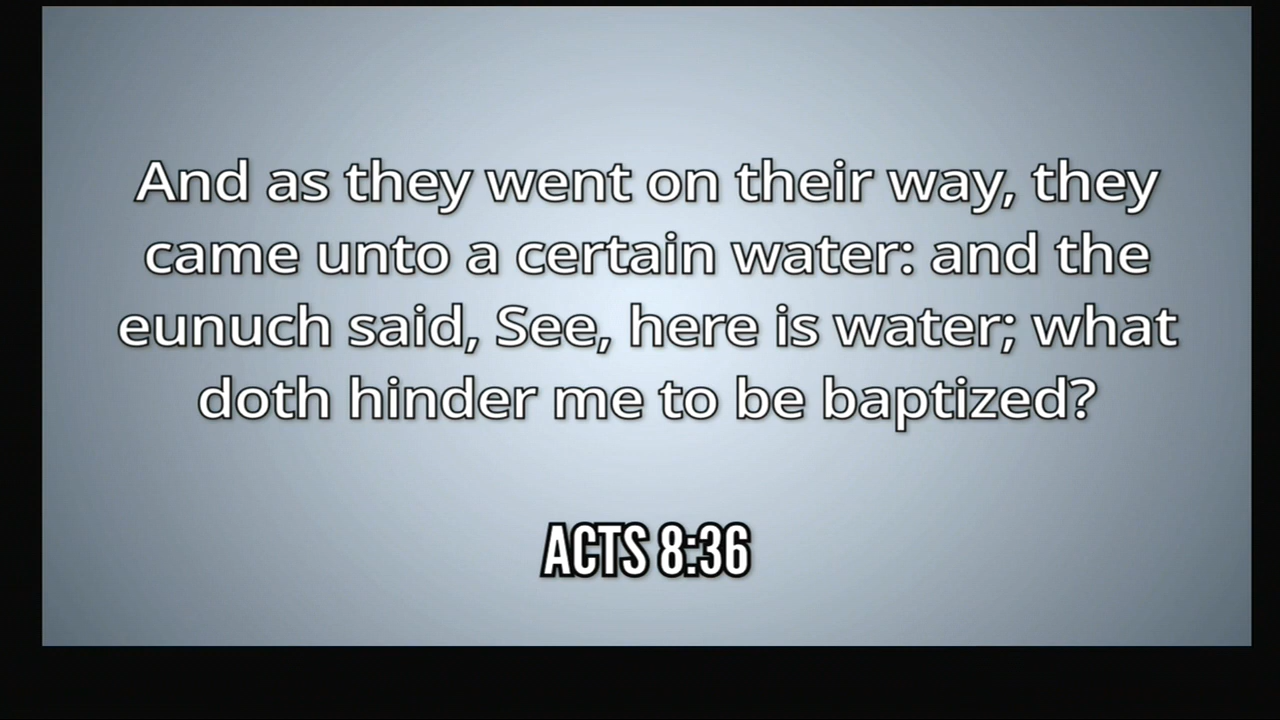 And as they went on their way, they
came unto a certain water: and the
eunuch said, See, here is water; what
doth hinder me to be baptized?
ACTS 8:36